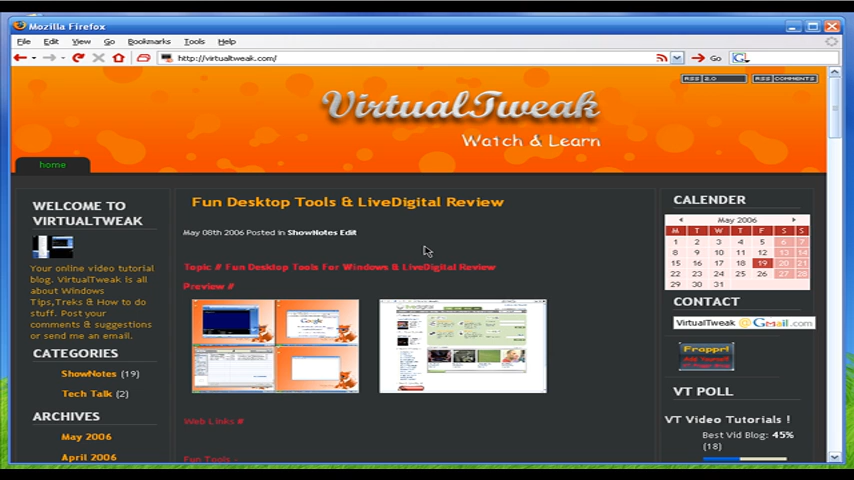 Mozilla Firefox
File Edit View Go Bookmarks Tools Help
http://virtualtweak.com/
Go
RSS 2.0 RSS COMMENTS
VirtualTweak
Watch & Learn
home
WELCOME TO
VIRTUALTWEAK
Your online video tutorial
blog. VirtualTweak is all
about Windows
Tips,Treks & How to do
stuff. Post your
comments & suggestions
or send me an email.
CATEGORIES
ShowNotes (19)
Tech Talk (2)
ARCHIVES
May 2006
April 2006
Fun Desktop Tools & LiveDigital Review
May 08th 2006 Posted in ShowNotes Edit
Topic # Fun Desktop Tools For Windows & LiveDigital Review
Preview #
Web Links #
Fun Tools -
CALENDER
May 2006
M T W T F S S
1 2 3 4 5 6 7
8 9 10 11 12 13 14
15 16 17 18 19 20 21
22 23 24 25 26 27 28
29 30 31
CONTACT
VirtualTweak @ Gmail.com
Frappr!
Add Yourself
VT POLL
VT Video Tutorials !
Best Vid Blog: 45%
(18)